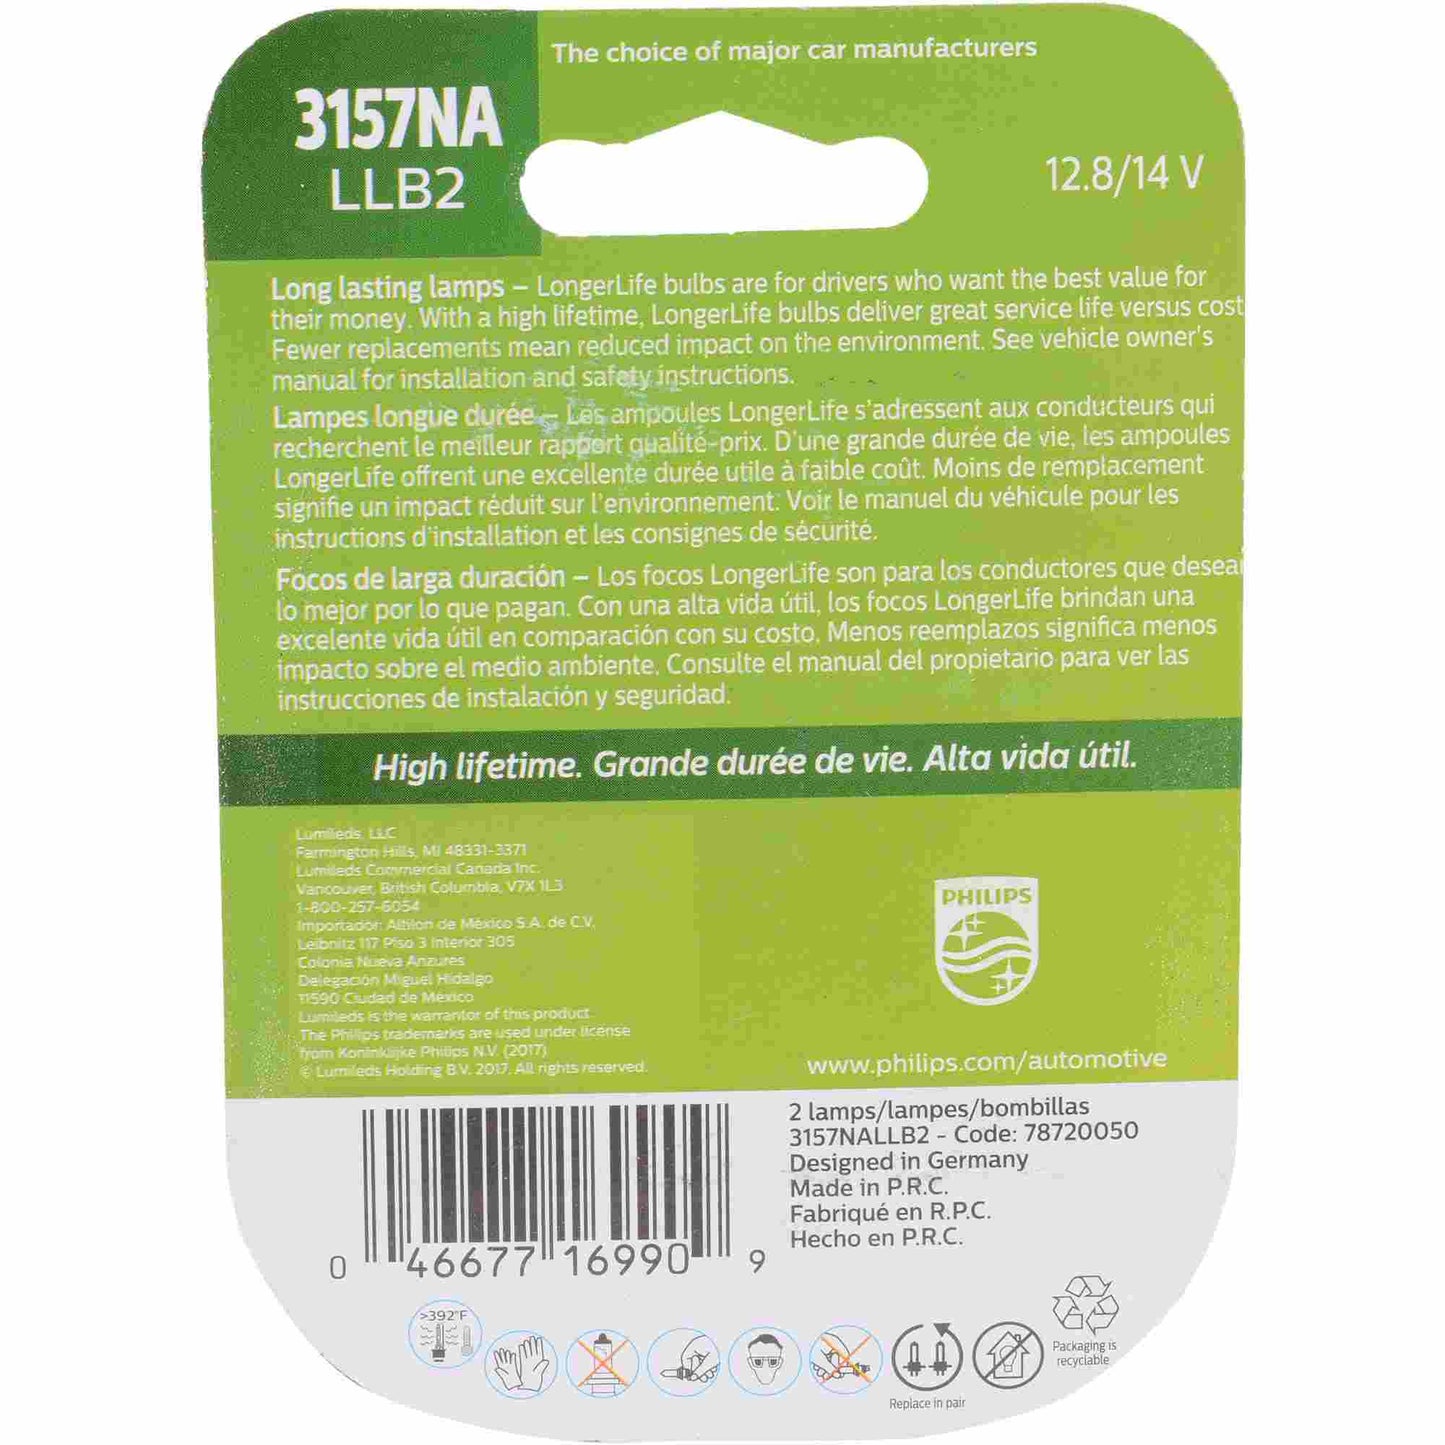 The choice of major car manufacturers
3157NA
LLB2
12.8/14 V
Long lasting lamps – LongerLife bulbs are for drivers who want the best value for
their money. With a high lifetime, LongerLife bulbs deliver great service life versus cost
Fewer replacements mean reduced impact on the environment. See vehicle owner's
manual for installation and safety instructions.
Lampes longue durée – Les ampoules LongerLife s'adressent aux conducteurs qui
recherchent le meilleur rapport qualité-prix. D'une grande durée de vie, les ampoules
LongerLife offrent une excellente durée utile à faible coût. Moins de remplacement
signifie un impact réduit sur l'environnement. Voir le manuel du véhicule pour les
instructions d'installation et les consignes de sécurité.
Focos de larga duración – Los focos LongerLife son para los conductores que desea
lo mejor por lo que pagan. Con una alta vida útil, los focos LongerLife brindan una
excelente vida útil en comparación con su costo. Menos reemplazos significa menos
impacto sobre el medio ambiente. Consulte el manual del propietario para ver las
instrucciones de instalación y seguridad.
High lifetime. Grande durée de vie. Alta vida útil.
Lumileds, LLC
Farmington Hills, MI 48331-3371
Lumileds Commercial Canada Inc.
Vancouver, British Columbia, V7X 1L3
1-800-257-6054
Importador: Athlon de México S.A. de C.V.
Leibnitz 117 Piso 3 Interior 305
Colonia Nueva Anzures
Delegación Miguel Hidalgo
11590 Ciudad de México
Lumileds is the warrantor of this product.
The Philips trademarks are used under license
from Koninklijke Philips N.V. (2017)
© Lumileds Holding B.V. 2017. All rights reserved.
PHILIPS
www.philips.com/automotive
2 lamps/lampes/bombillas
3157NALLB2 - Code: 78720050
Designed in Germany
Made in P.R.C.
Fabriqué en R.P.C.
Hecho en P.R.C.
0 46677 16990 9
>392°F
Replace in pair
Packaging is
recyclable